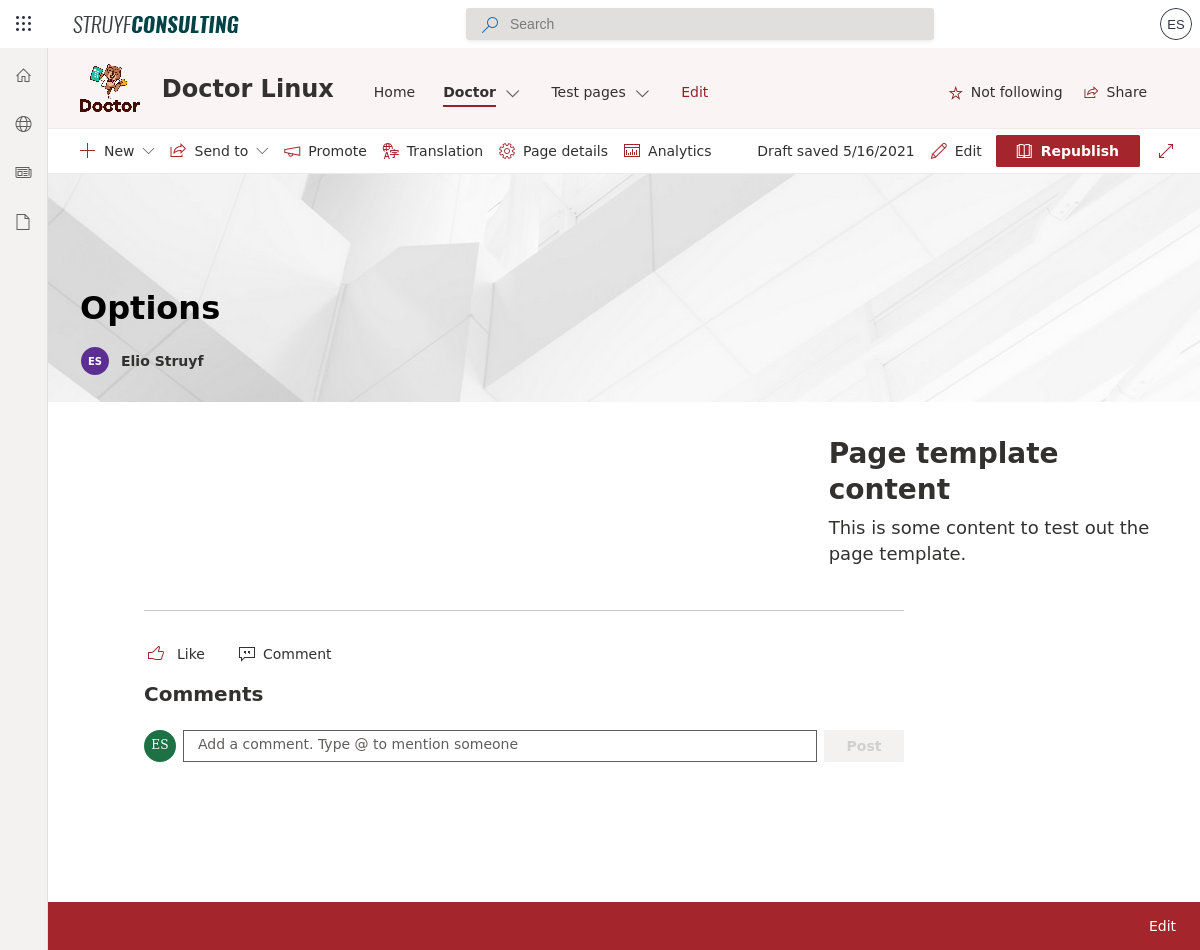 STRUYFCONSULTING
Search
ES
Doctor
Doctor Linux
Home
Doctor
Test pages
Edit
Not following
Share
New
Send to
Promote
Translation
Page details
Analytics
Draft saved 5/16/2021
Edit
Republish
Options
ES
Elio Struyf
Page template
content
This is some content to test out the
page template.
Like
Comment
Comments
ES
Add a comment. Type @ to mention someone
Post
Edit